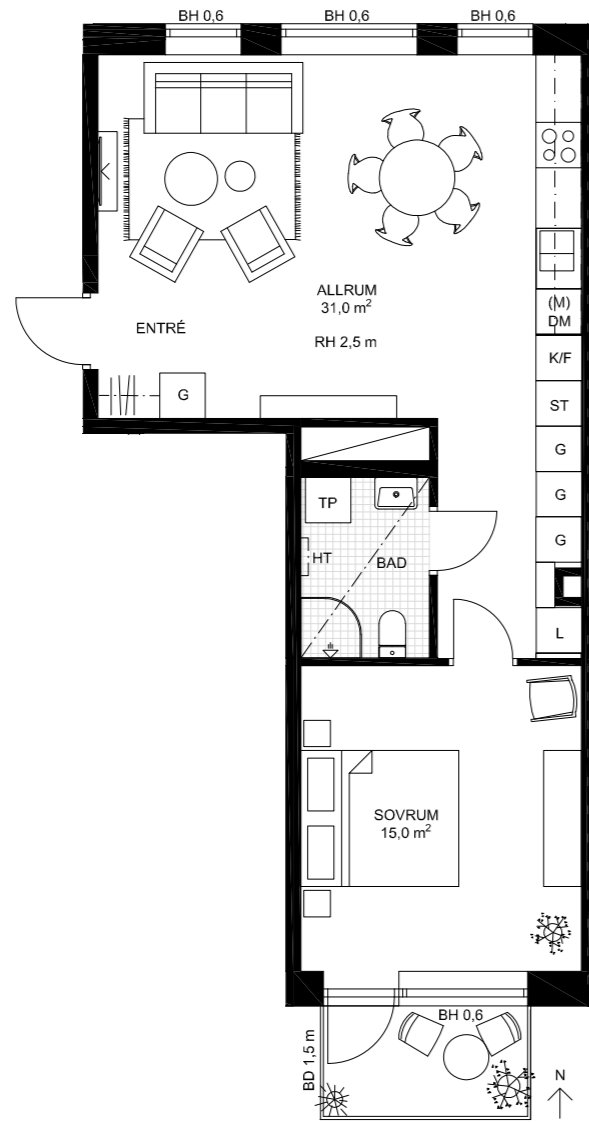 BH 0,6
BH 0,6
BH 0,6
ALLRUM
31,0 m²
RH 2,5 m
ENTRÉ
G
(M)
DM
K/F
ST
G
G
G
L
TP
HT
BAD
SOVRUM
15,0 m²
BH 0,6
BD 1,5 m
N